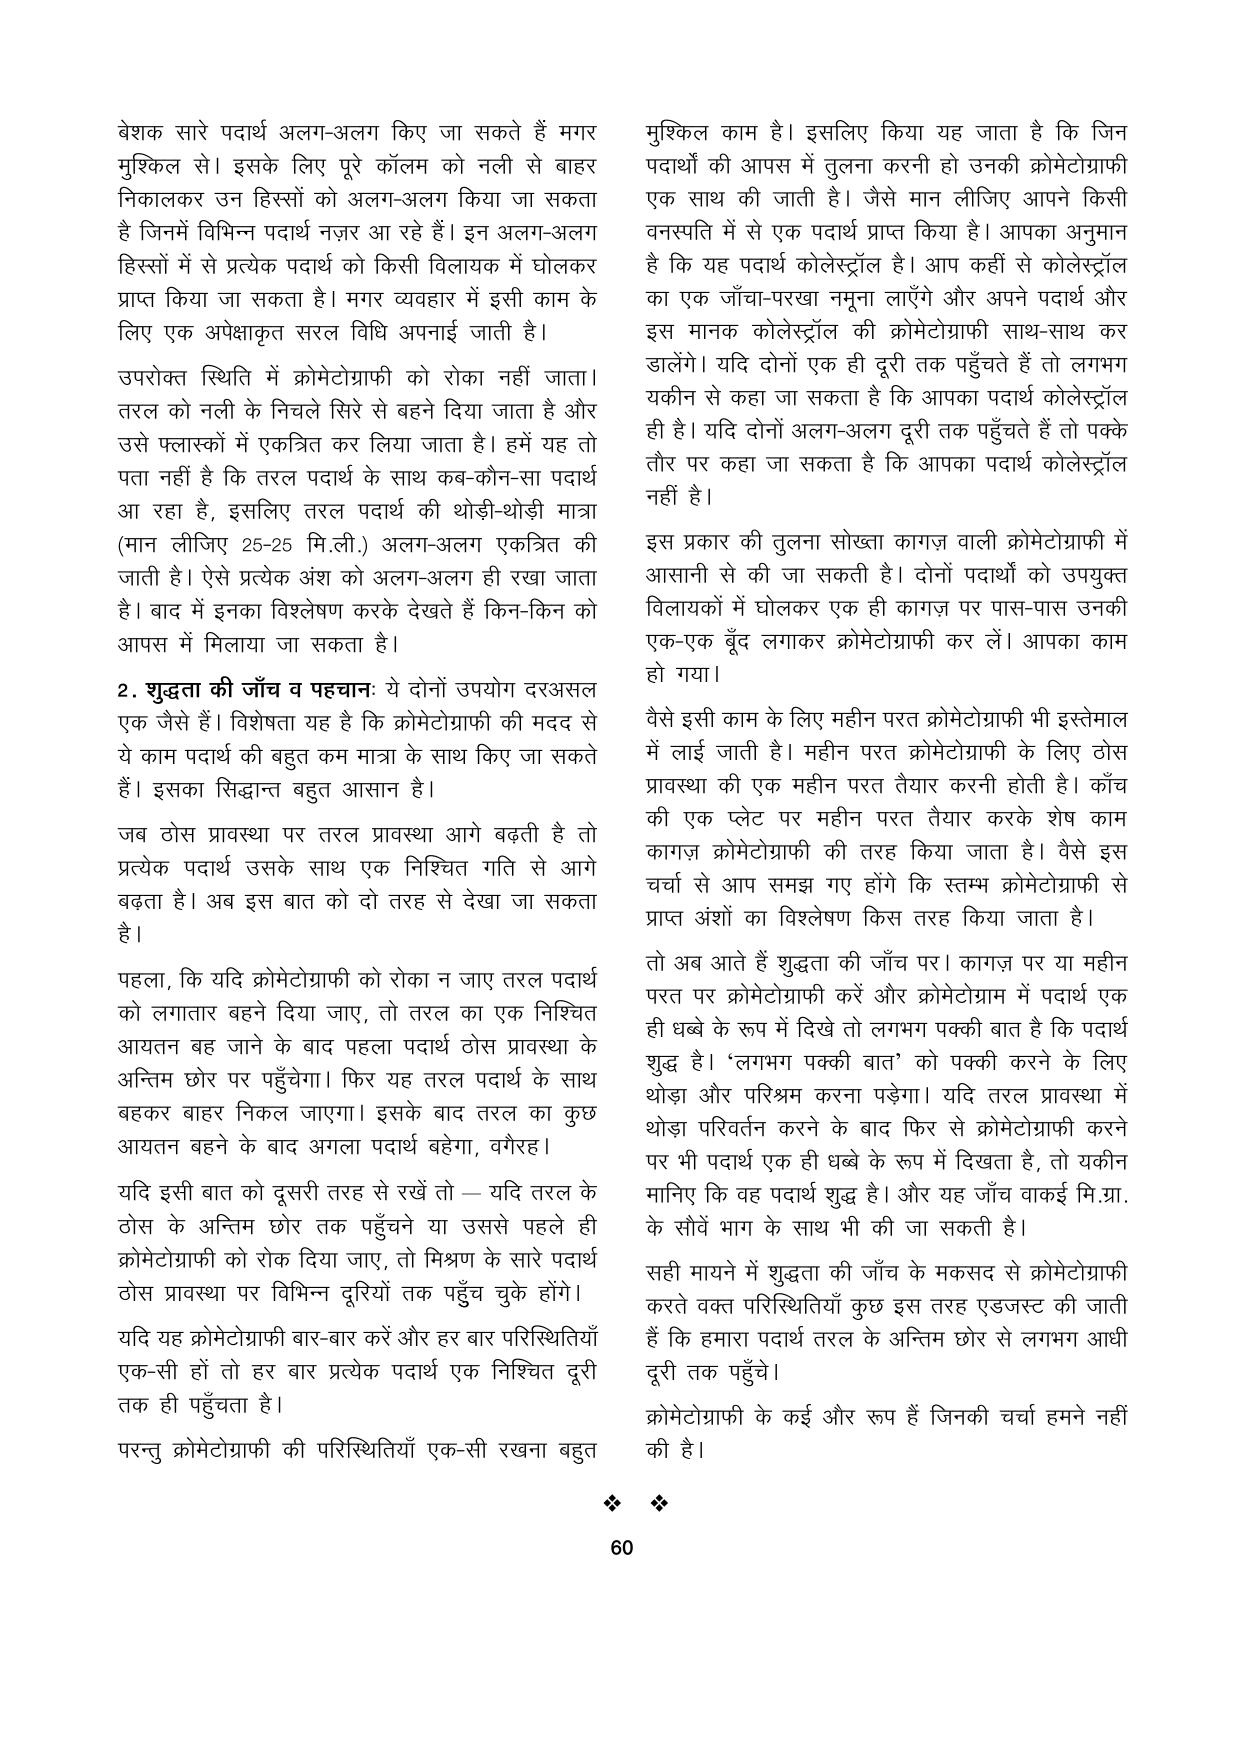 बेशक सारे पदार्थ अलग-अलग किए जा सकते हैं मगर
मुश्किल से। इसके लिए पूरे कॉलम को नली से बाहर
निकालकर उन हिस्सों को अलग-अलग किया जा सकता
है जिनमें विभिन्न पदार्थ नज़र आ रहे हैं। इन अलग-अलग
हिस्सों में से प्रत्येक पदार्थ को किसी विलायक में घोलकर
प्राप्त किया जा सकता है। मगर व्यवहार में इसी काम के
लिए एक अपेक्षाकृत सरल विधि अपनाई जाती है।
उपरोक्त स्थिति में क्रोमेटोग्राफी को रोका नहीं जाता।
तरल को नली के निचले सिरे से बहने दिया जाता है और
उसे फ्लास्कों में एकत्रित कर लिया जाता है। हमें यह तो
पता नहीं है कि तरल पदार्थ के साथ कब-कौन-सा पदार्थ
आ रहा है, इसलिए तरल पदार्थ की थोड़ी-थोड़ी मात्रा
(मान लीजिए 25-25 मि.ली.) अलग-अलग एकत्रित की
जाती है। ऐसे प्रत्येक अंश को अलग-अलग ही रखा जाता
है। बाद में इनका विश्लेषण करके देखते हैं किन-किन को
आपस में मिलाया जा सकता है।
2. शुद्धता की जाँच व पहचानः ये दोनों उपयोग दरअसल
एक जैसे हैं। विशेषता यह है कि क्रोमेटोग्राफी की मदद से
ये काम पदार्थ की बहुत कम मात्रा के साथ किए जा सकते
हैं। इसका सिद्धान्त बहुत आसान है।
जब ठोस प्रावस्था पर तरल प्रावस्था आगे बढ़ती है तो
प्रत्येक पदार्थ उसके साथ एक निश्चित गति से आगे
बढ़ता है। अब इस बात को दो तरह से देखा जा सकता
है।
पहला, कि यदि क्रोमेटोग्राफी को रोका न जाए तरल पदार्थ
को लगातार बहने दिया जाए, तो तरल का एक निश्चित
आयतन बह जाने के बाद पहला पदार्थ ठोस प्रावस्था के
अन्तिम छोर पर पहुँचेगा। फिर यह तरल पदार्थ के साथ
बहकर बाहर निकल जाएगा। इसके बाद तरल का कुछ
आयतन बहने के बाद अगला पदार्थ बहेगा, वगैरह।
यदि इसी बात को दूसरी तरह से रखें तो — यदि तरल के
ठोस के अन्तिम छोर तक पहुँचने या उससे पहले ही
क्रोमेटोग्राफी को रोक दिया जाए, तो मिश्रण के सारे पदार्थ
ठोस प्रावस्था पर विभिन्न दूरियों तक पहुँच चुके होंगे।
यदि यह क्रोमेटोग्राफी बार-बार करें और हर बार परिस्थितियाँ
एक-सी हों तो हर बार प्रत्येक पदार्थ एक निश्चित दूरी
तक ही पहुँचता है।
परन्तु क्रोमेटोग्राफी की परिस्थितियाँ एक-सी रखना बहुत
मुश्किल काम है। इसलिए किया यह जाता है कि जिन
पदार्थों की आपस में तुलना करनी हो उनकी क्रोमेटोग्राफी
एक साथ की जाती है। जैसे मान लीजिए आपने किसी
वनस्पति में से एक पदार्थ प्राप्त किया है। आपका अनुमान
है कि यह पदार्थ कोलेस्ट्रॉल है। आप कहीं से कोलेस्ट्रॉल
का एक जाँचा-परखा नमूना लाएँगे और अपने पदार्थ और
इस मानक कोलेस्ट्रॉल की क्रोमेटोग्राफी साथ-साथ कर
डालेंगे। यदि दोनों एक ही दूरी तक पहुँचते हैं तो लगभग
यकीन से कहा जा सकता है कि आपका पदार्थ कोलेस्ट्रॉल
ही है। यदि दोनों अलग-अलग दूरी तक पहुँचते हैं तो पक्के
तौर पर कहा जा सकता है कि आपका पदार्थ कोलेस्ट्रॉल
नहीं है।
इस प्रकार की तुलना सोख्ता कागज़ वाली क्रोमेटोग्राफी में
आसानी से की जा सकती है। दोनों पदार्थों को उपयुक्त
विलायकों में घोलकर एक ही कागज़ पर पास-पास उनकी
एक-एक बूँद लगाकर क्रोमेटोग्राफी कर लें। आपका काम
हो गया।
वैसे इसी काम के लिए महीन परत क्रोमेटोग्राफी भी इस्तेमाल
में लाई जाती है। महीन परत क्रोमेटोग्राफी के लिए ठोस
प्रावस्था की एक महीन परत तैयार करनी होती है। काँच
की एक प्लेट पर महीन परत तैयार करके शेष काम
कागज़ क्रोमेटोग्राफी की तरह किया जाता है। वैसे इस
चर्चा से आप समझ गए होंगे कि स्तम्भ क्रोमेटोग्राफी से
प्राप्त अंशों का विश्लेषण किस तरह किया जाता है।
तो अब आते हैं शुद्धता की जाँच पर। कागज़ पर या महीन
परत पर क्रोमेटोग्राफी करें और क्रोमेटोग्राम में पदार्थ एक
ही धब्बे के रूप में दिखे तो लगभग पक्की बात है कि पदार्थ
शुद्ध है। ‘लगभग पक्की बात’ को पक्की करने के लिए
थोड़ा और परिश्रम करना पड़ेगा। यदि तरल प्रावस्था में
थोड़ा परिवर्तन करने के बाद फिर से क्रोमेटोग्राफी करने
पर भी पदार्थ एक ही धब्बे के रूप में दिखता है, तो यकीन
मानिए कि वह पदार्थ शुद्ध है। और यह जाँच वाकई मि.ग्रा.
के सौवें भाग के साथ भी की जा सकती है।
सही मायने में शुद्धता की जाँच के मकसद से क्रोमेटोग्राफी
करते वक्त परिस्थितियाँ कुछ इस तरह एडजस्ट की जाती
हैं कि हमारा पदार्थ तरल के अन्तिम छोर से लगभग आधी
दूरी तक पहुँचे।
क्रोमेटोग्राफी के कई और रूप हैं जिनकी चर्चा हमने नहीं
की है।
❖ ❖
60